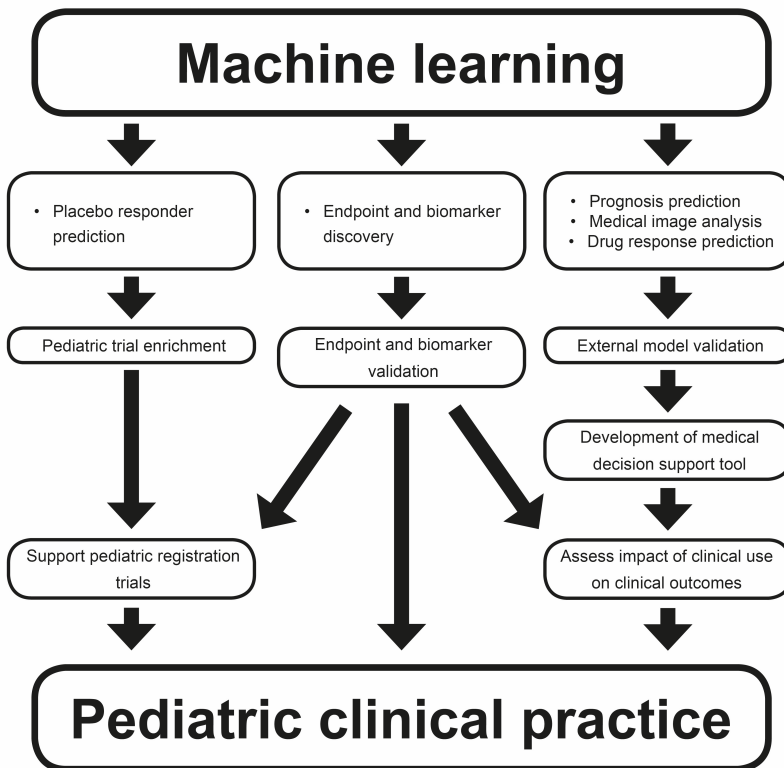 Machine learning
• Placebo responder
prediction
• Endpoint and biomarker
discovery
• Prognosis prediction
• Medical image analysis
• Drug response prediction
Pediatric trial enrichment
Endpoint and biomarker
validation
External model validation
Development of medical
decision support tool
Support pediatric registration
trials
Assess impact of clinical use
on clinical outcomes
Pediatric clinical practice